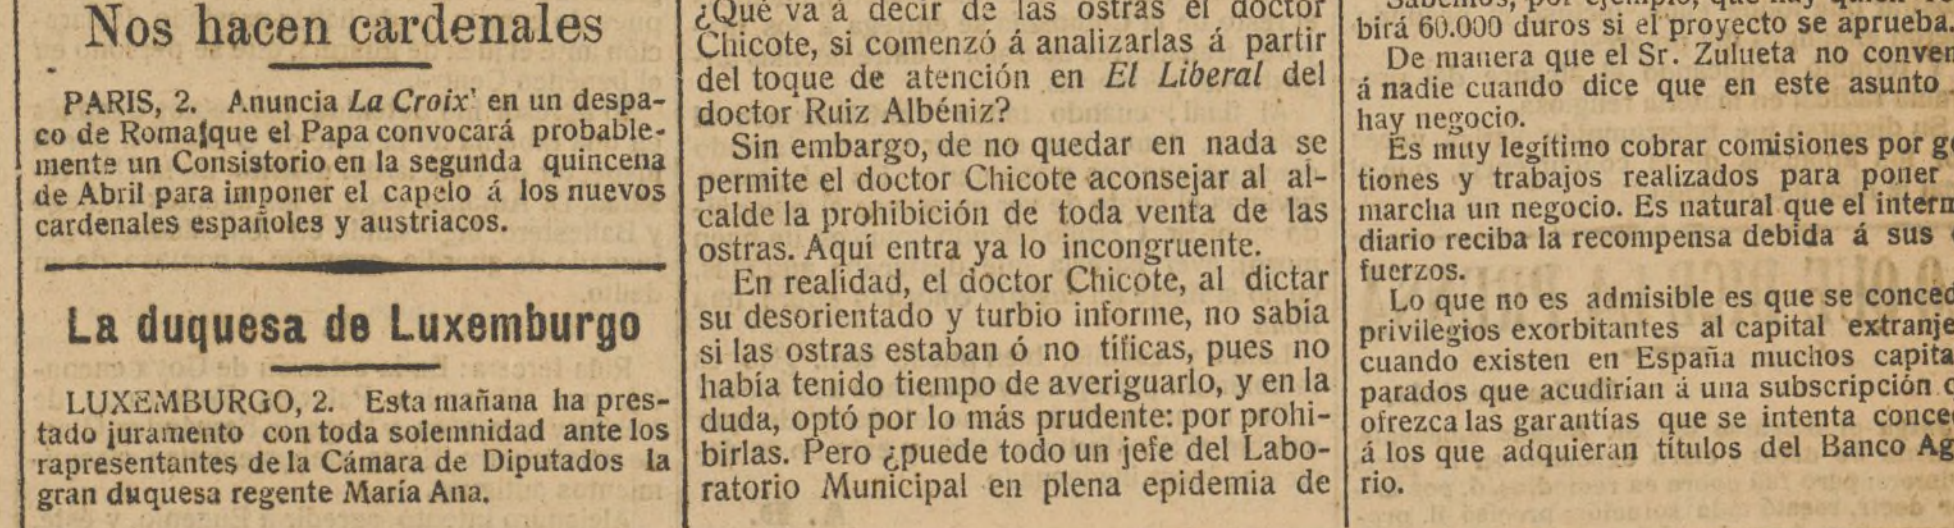 Nos hacen cardenales
PARIS, 2. Anuncia La Croix' en un despa-
co de Roma que el Papa convocará probable-
mente un Consistorio en la segunda quincena
de Abril para imponer el capelo á los nuevos
cardenales españoles y austriacos.
La duquesa de Luxemburgo
LUXEMBURGO, 2. Esta mañana ha pres-
tado juramento con toda solemnidad ante los
rapresentantes de la Cámara de Diputados la
gran duquesa regente María Ana.
¿Qué va á decir de las ostras el doctor
Chicote, si comenzó á analizarlas á partir
del toque de atención en El Liberal del
doctor Ruiz Albéniz?
Sin embargo, de no quedar en nada se
permite el doctor Chicote aconsejar al al-
calde la prohibición de toda venta de las
ostras. Aquí entra ya lo incongruente.
En realidad, el doctor Chicote, al dictar
su desorientado y turbio informe, no sabía
si las ostras estaban ó no tíficas, pues no
había tenido tiempo de averiguarlo, y en la
duda, optó por lo más prudente: por prohi-
birlas. Pero ¿puede todo un jefe del Labo-
ratorio Municipal en plena epidemia de
Sabemos, por ejemplo, que hay quien
birá 60.000 duros si el proyecto se aprueba.
De manera que el Sr. Zulueta no conven
á nadie cuando dice que en este asunto
hay negocio.
Es muy legítimo cobrar comisiones por ge
tiones y trabajos realizados para poner
marcha un negocio. Es natural que el interm
diario reciba la recompensa debida á sus
fuerzos.
Lo que no es admisible es que se conced
privilegios exorbitantes al capital extranje
cuando existen en España muchos capita
parados que acudirían á una subscripción
ofrezca las garantías que se intenta conce
á los que adquieran títulos del Banco Ag
rio.